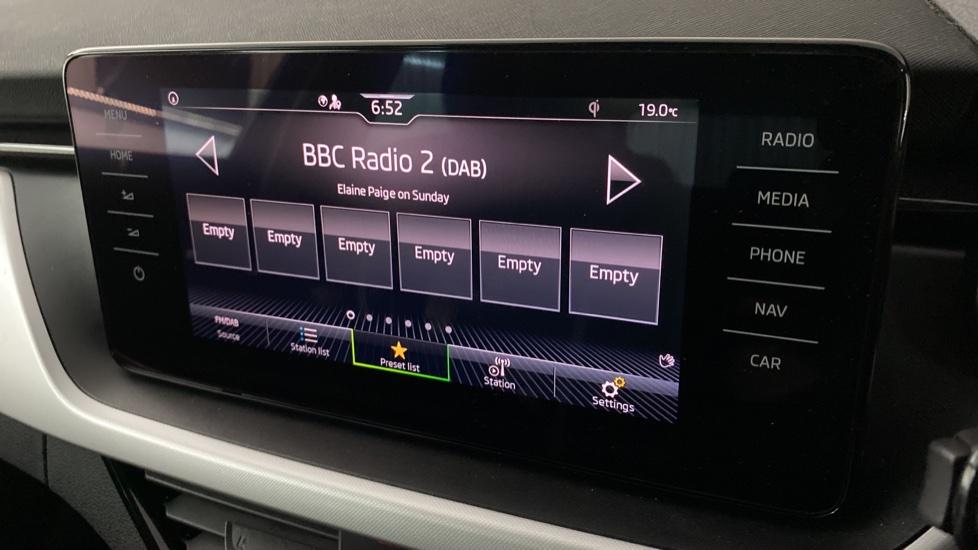 6:52
qi
19.0°C
BBC Radio 2 (DAB)
Elaine Paige on Sunday
Empty
Empty
Empty
Empty
Empty
Empty
FM/DAB
Source
Station list
Preset list
Station
Settings
MENU
HOME
RADIO
MEDIA
PHONE
NAV
CAR